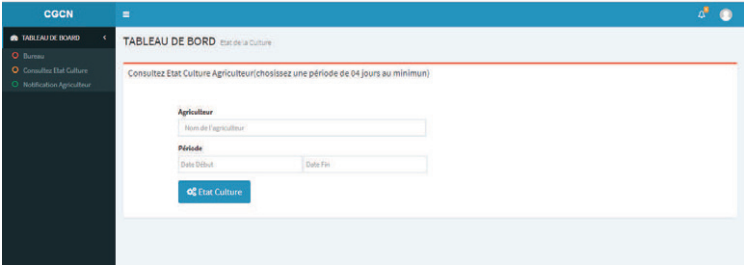 CGCN
TABLEAU DE BOARD
Bureau
Consultez Etat Culture
Notification Agriculteur
TABLEAU DE BORD Etat de la Culture
Consultez Etat Culture Agriculteur(chosissez une période de 04 jours au minimun)
Agriculteur
Nom de l'agriculteur
Période
Date Début Date Fin
Etat Culture